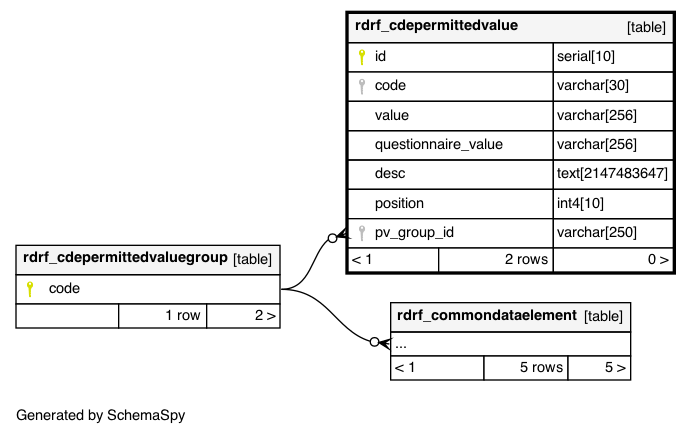 rdrf_cdepermittedvalue [table]
id serial[10]
code varchar[30]
value varchar[256]
questionnaire_value varchar[256]
desc text[2147483647]
position int4[10]
pv_group_id varchar[250]
< 1 2 rows 0 >
rdrf_cdepermittedvaluegroup [table]
code
1 row 2 >
rdrf_commondataelement [table]
...
< 1 5 rows 5 >
Generated by SchemaSpy